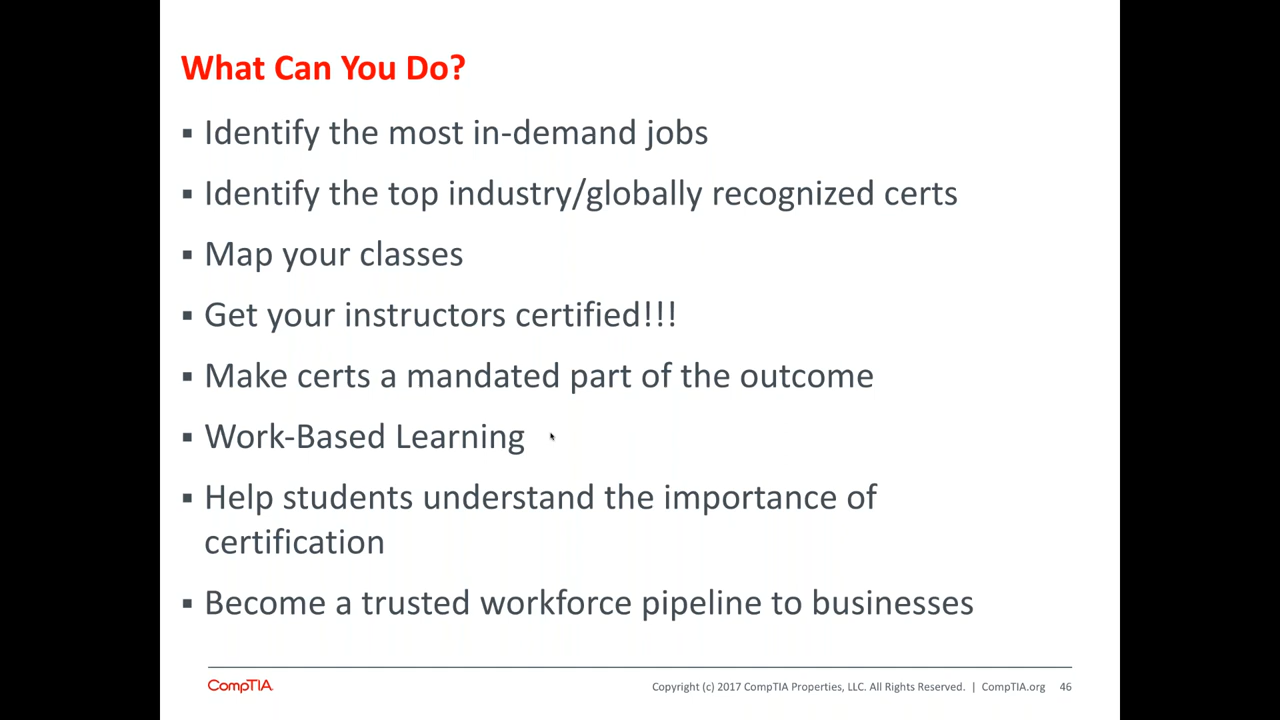 What Can You Do?
▪ Identify the most in-demand jobs
▪ Identify the top industry/globally recognized certs
▪ Map your classes
▪ Get your instructors certified!!!
▪ Make certs a mandated part of the outcome
▪ Work-Based Learning
▪ Help students understand the importance of
certification
▪ Become a trusted workforce pipeline to businesses
CompTIA. Copyright (c) 2017 CompTIA Properties, LLC. All Rights Reserved. | CompTIA.org 46